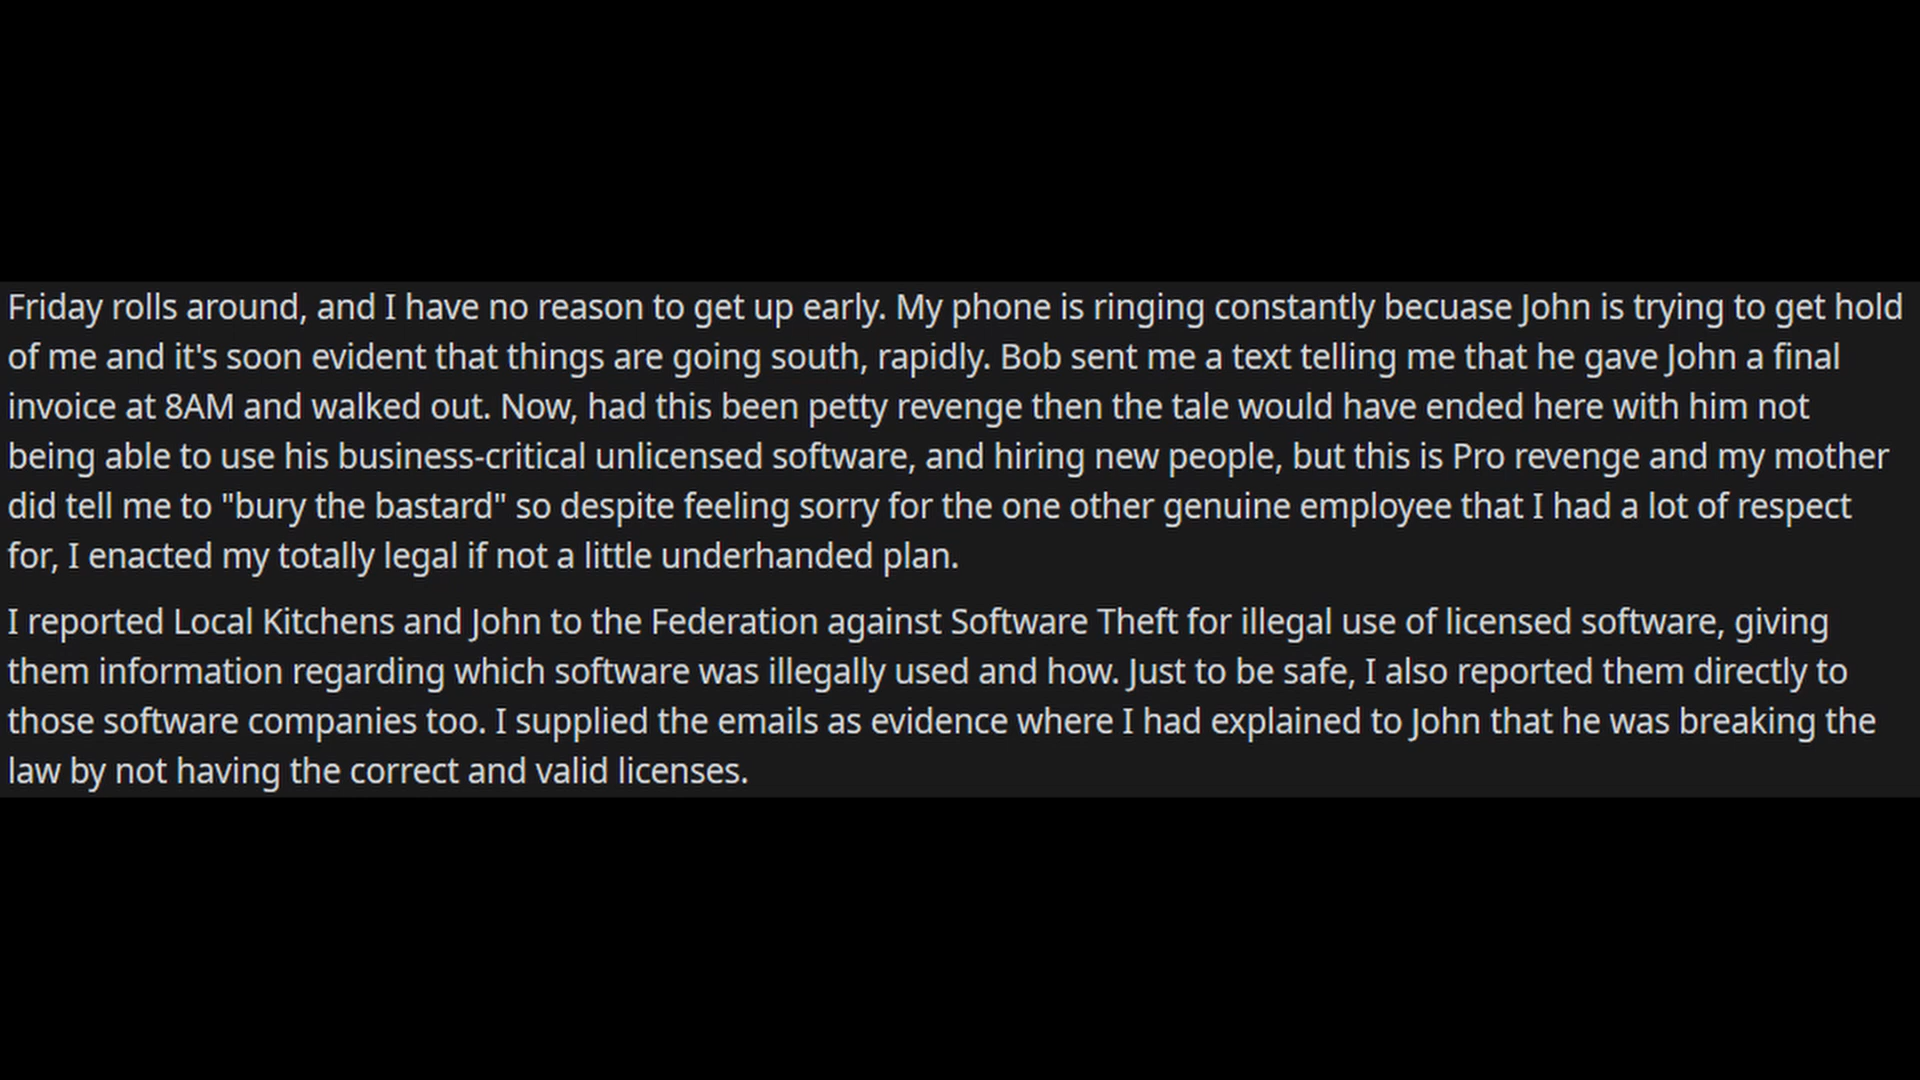 Friday rolls around, and I have no reason to get up early. My phone is ringing constantly becuase John is trying to get hold
of me and it's soon evident that things are going south, rapidly. Bob sent me a text telling me that he gave John a final
invoice at 8AM and walked out. Now, had this been petty revenge then the tale would have ended here with him not
being able to use his business-critical unlicensed software, and hiring new people, but this is Pro revenge and my mother
did tell me to "bury the bastard" so despite feeling sorry for the one other genuine employee that I had a lot of respect
for, I enacted my totally legal if not a little underhanded plan.
I reported Local Kitchens and John to the Federation against Software Theft for illegal use of licensed software, giving
them information regarding which software was illegally used and how. Just to be safe, I also reported them directly to
those software companies too. I supplied the emails as evidence where I had explained to John that he was breaking the
law by not having the correct and valid licenses.